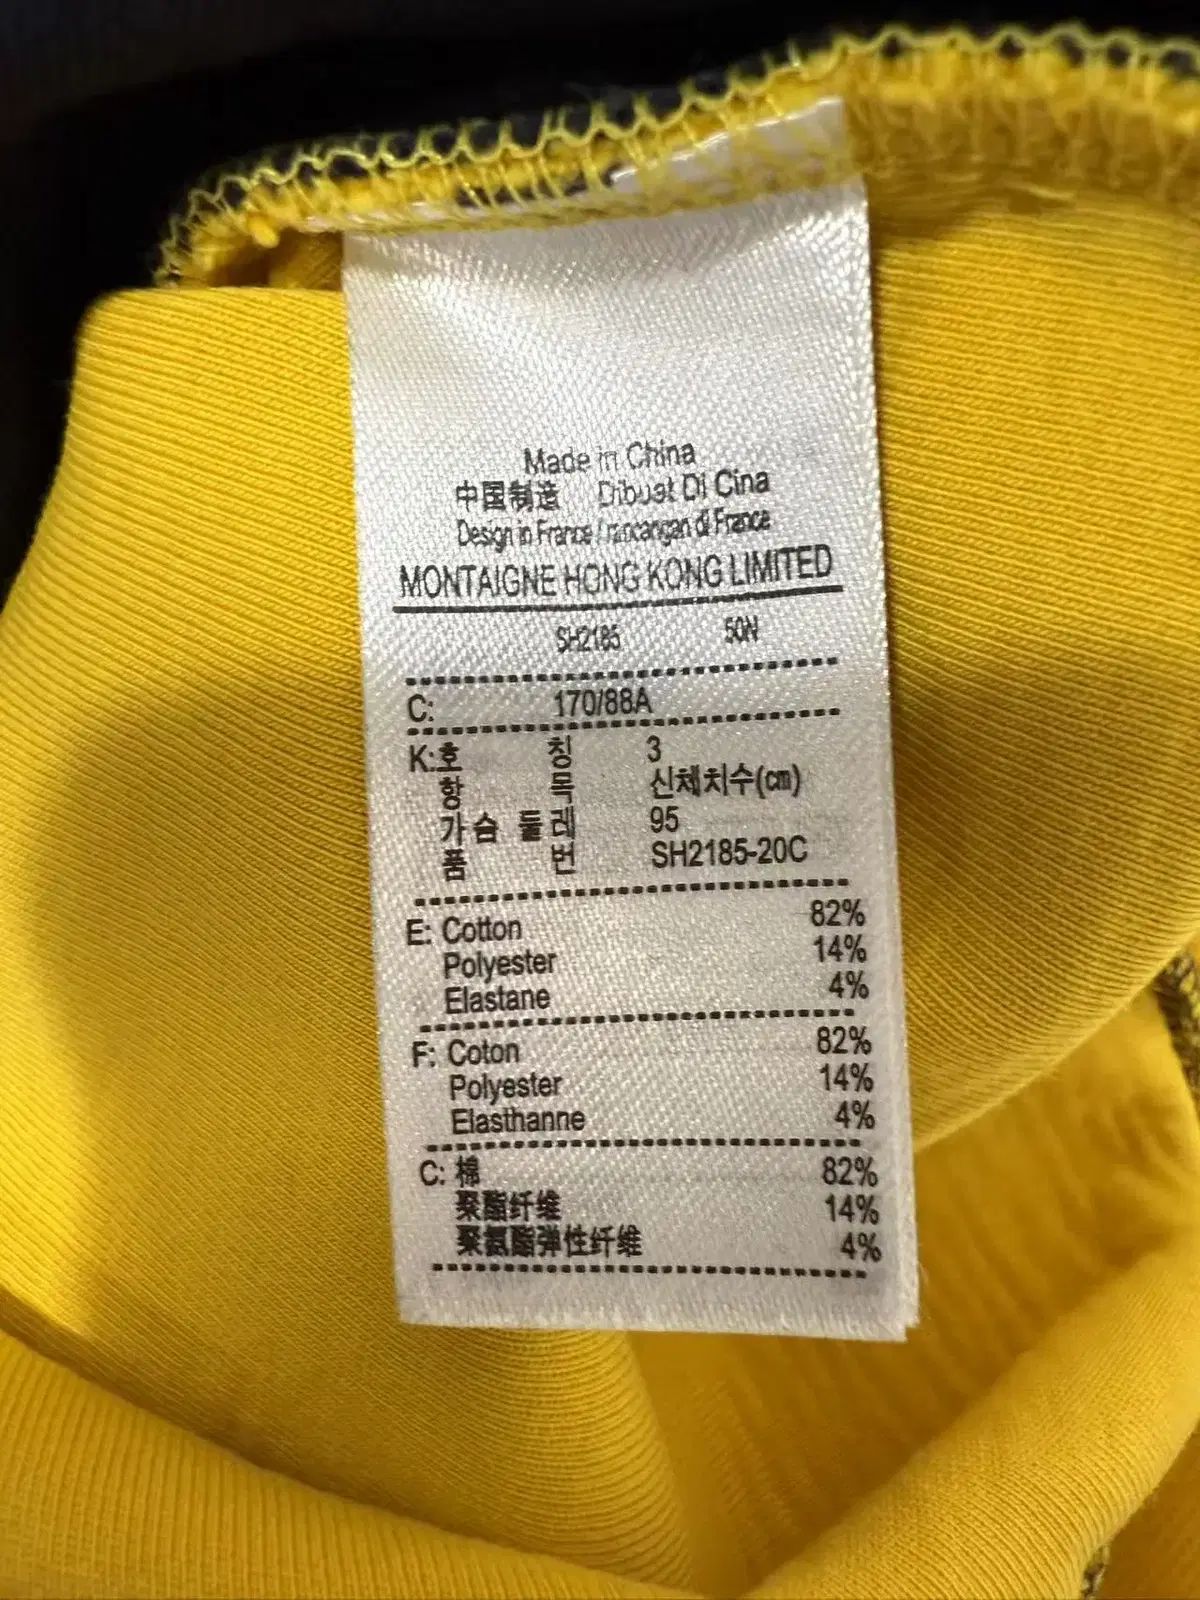 Made in China
中国制造 Dibuat Di Cina
Design in France / rancangan di France
MONTAIGNE HONG KONG LIMITED
SH2185 50N
C: 170/88A
K:호 칭 3
항 목 신체치수(cm)
가슴 둘레 95
품 번 SH2185-20C
E: Cotton 82%
Polyester 14%
Elastane 4%
F: Coton 82%
Polyester 14%
Elasthanne 4%
C: 棉 82%
聚酯纤维 14%
聚氨酯弹性纤维 4%